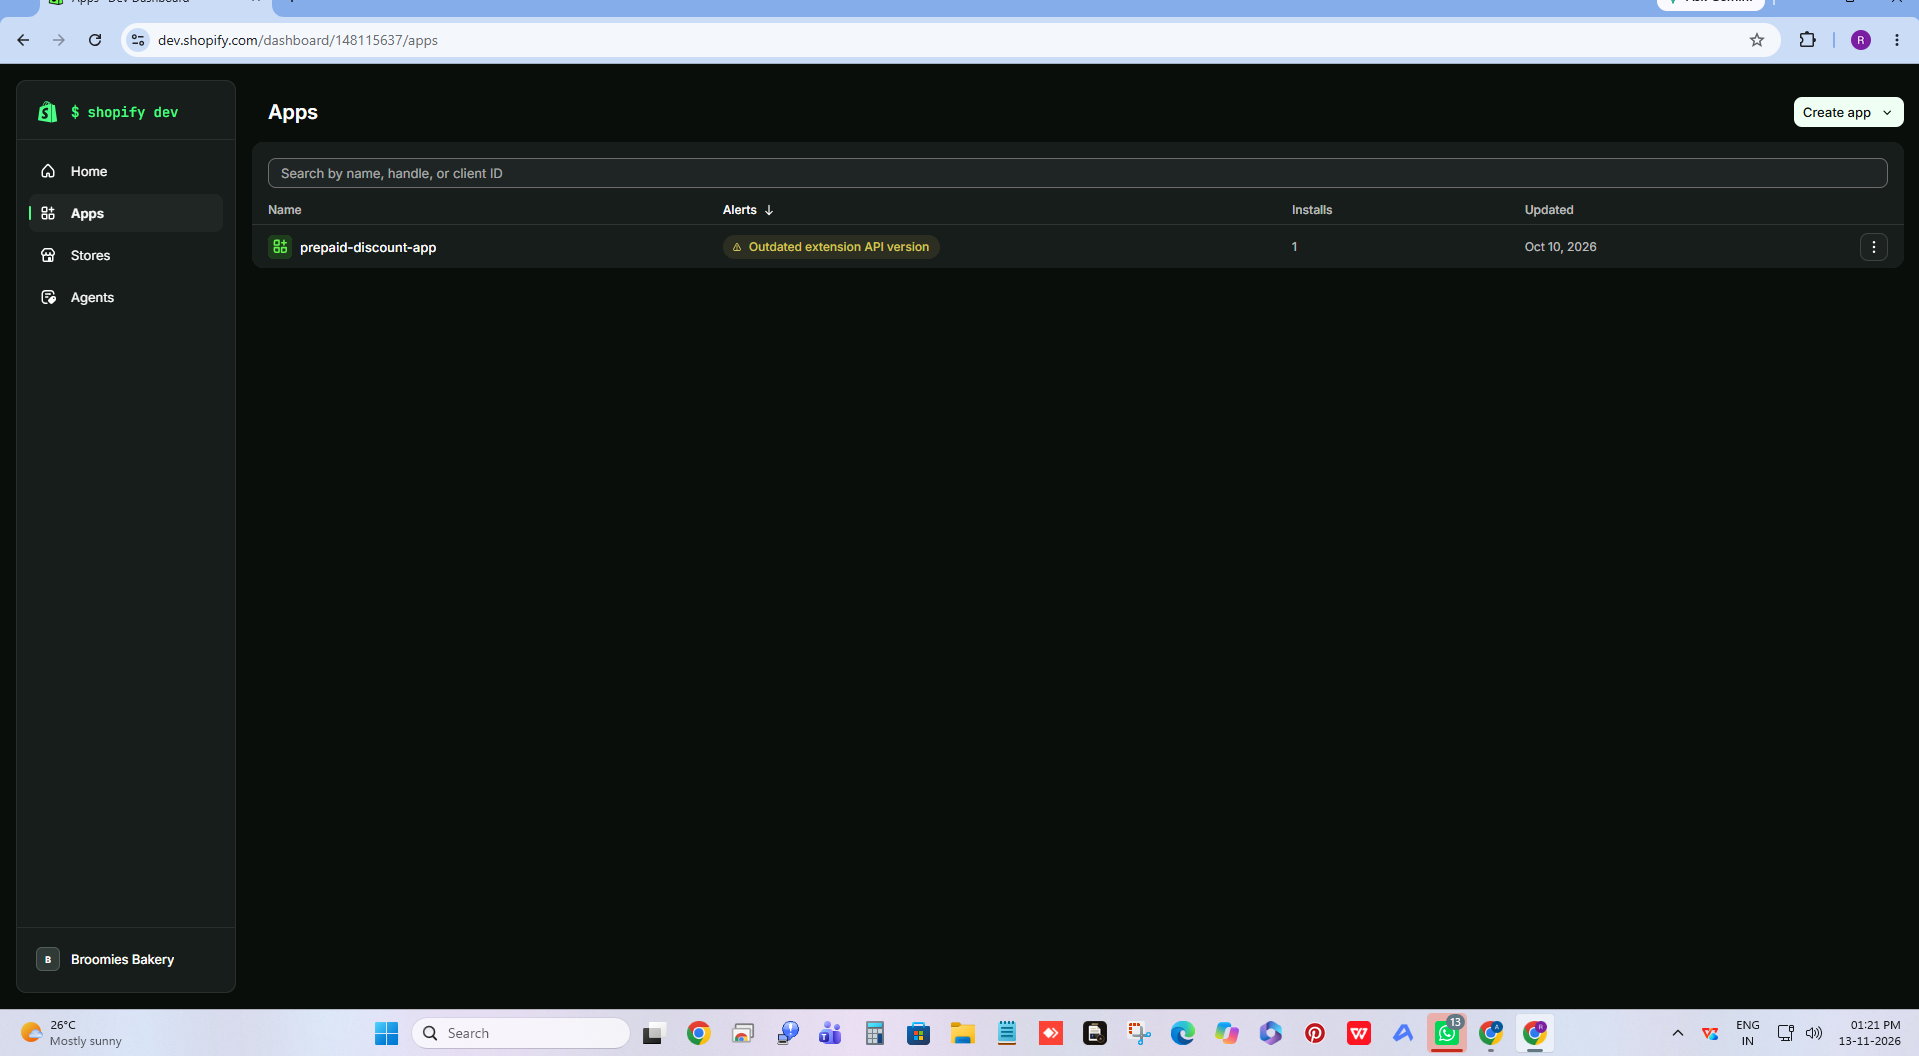 dev.shopify.com/dashboard/148115637/apps
R
$ shopify dev
Home
Apps
Stores
Agents
Apps
Create app
Search by name, handle, or client ID
Name Alerts Installs Updated
prepaid-discount-app Outdated extension API version 1 Oct 10, 2026
B Broomies Bakery
26°C
Mostly sunny
Search
13
ENG
IN
01:21 PM
13-11-2026